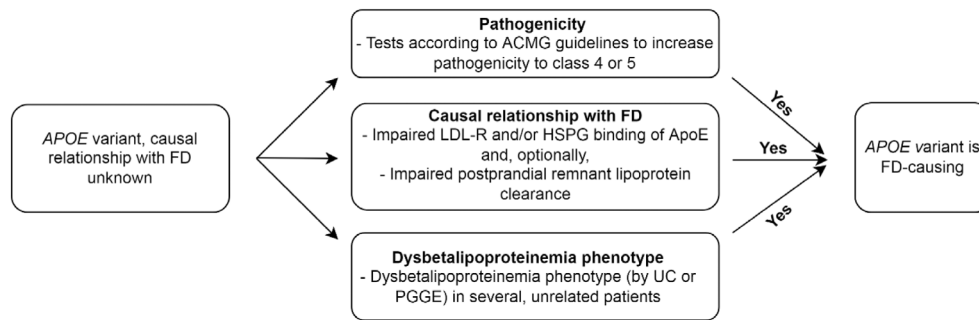 APOE variant, causal
relationship with FD
unknown
Pathogenicity
- Tests according to ACMG guidelines to increase
pathogenicity to class 4 or 5
Causal relationship with FD
- Impaired LDL-R and/or HSPG binding of ApoE
and, optionally,
- Impaired postprandial remnant lipoprotein
clearance
Dysbetalipoproteinemia phenotype
- Dysbetalipoproteinemia phenotype (by UC or
PGGE) in several, unrelated patients
Yes
Yes
Yes
APOE variant is
FD-causing